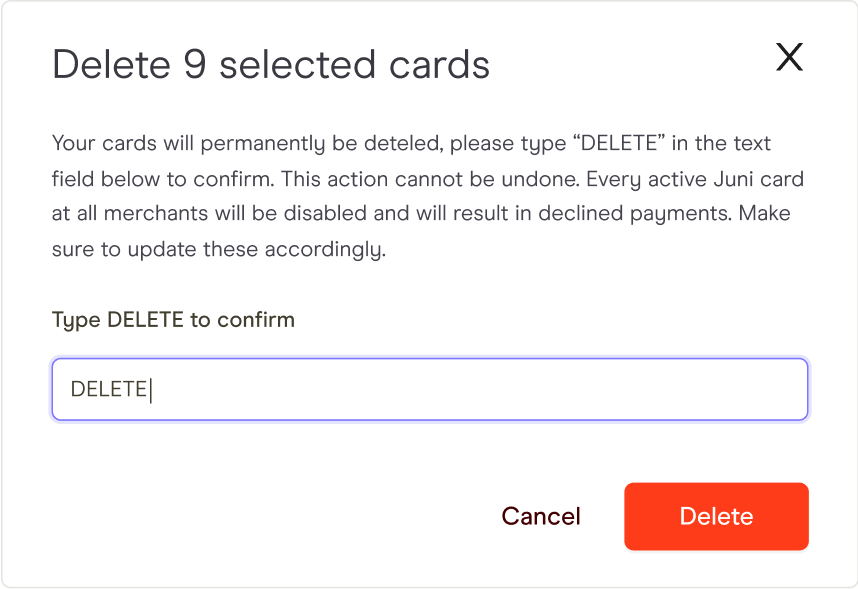 Delete 9 selected cards
X
Your cards will permanently be deteled, please type “DELETE” in the text
field below to confirm. This action cannot be undone. Every active Juni card
at all merchants will be disabled and will result in declined payments. Make
sure to update these accordingly.
Type DELETE to confirm
DELETE
Cancel
Delete